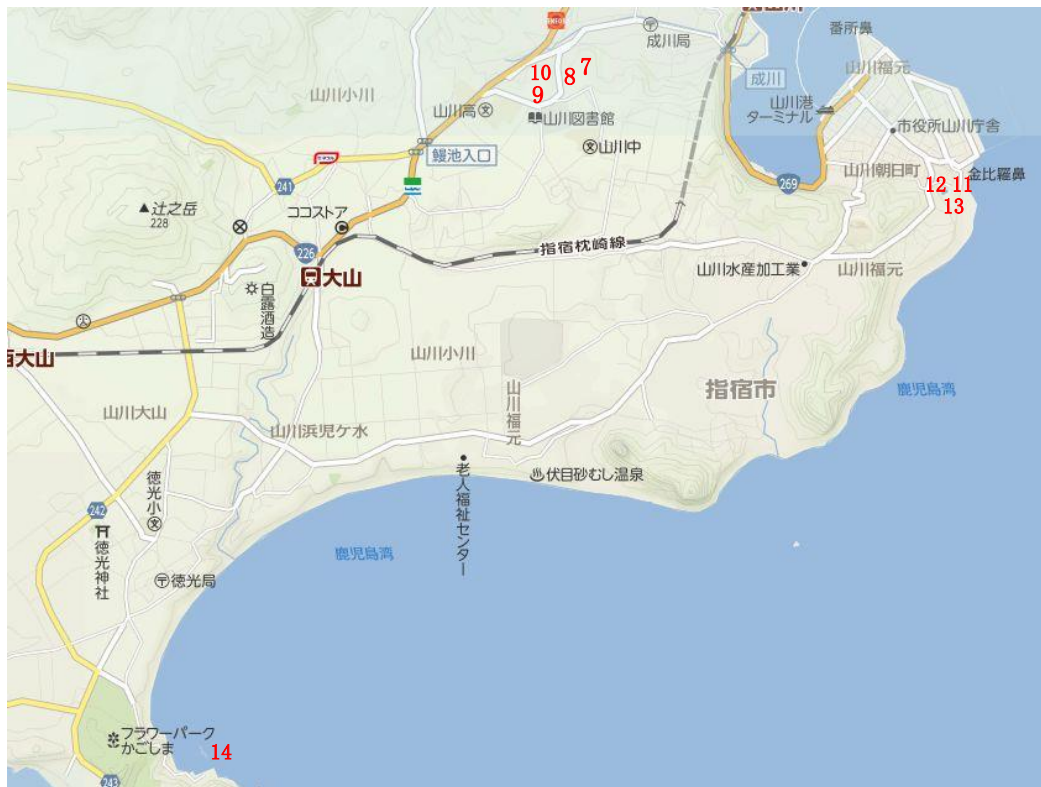 番所鼻
成川局
山川福元
成川
10
8
7
9
山川小川
山川高
山川図書館
山川港
ターミナル
市役所山川庁舎
山川中
鰻池入口
山川朝日町
金比羅鼻
269
12
11
13
241
辻之岳
228
ココストア
指宿枕崎線
226
大山
山川水産加工業
山川福元
白露酒造
西大山
山川小川
山川福元
指宿市
鹿児島湾
山川大山
山川浜児ケ水
老人福祉センター
伏目砂むし温泉
徳光小
242
徳光神社
鹿児島湾
徳光局
フラワーパーク
かごしま
14
243